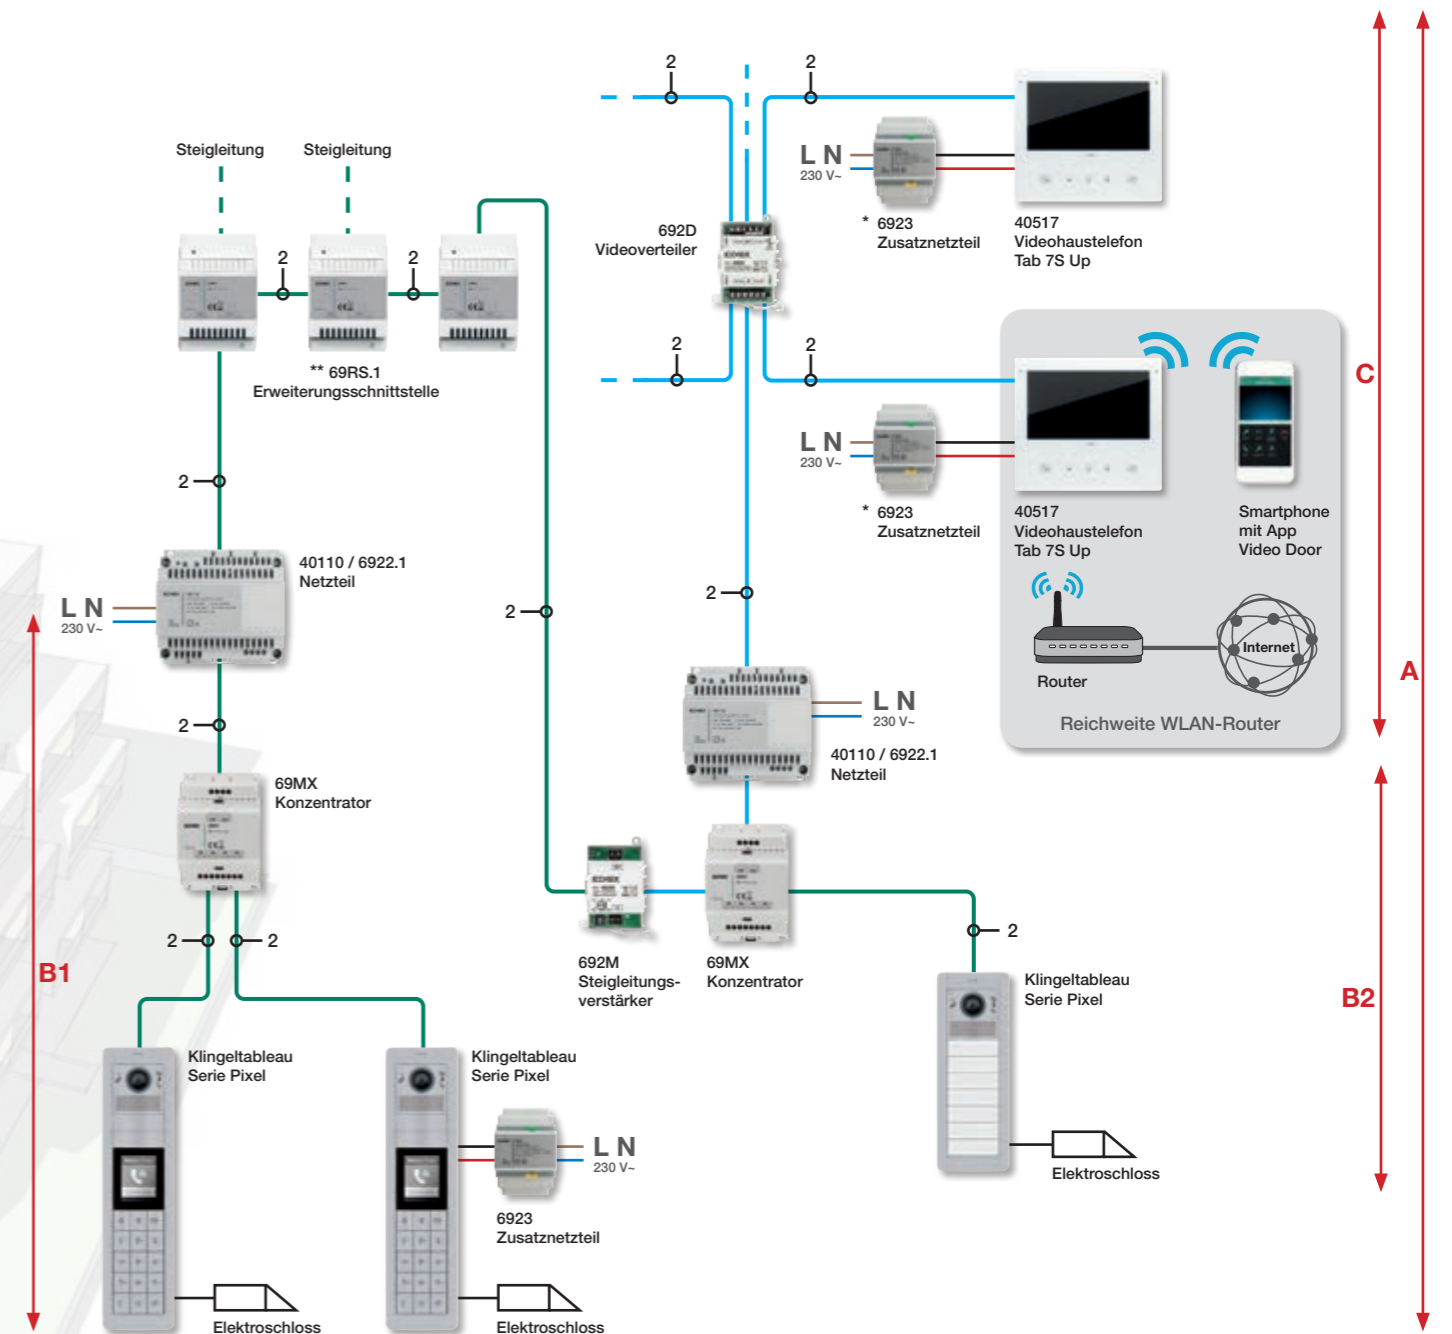 2
2
Steigleitung
Steigleitung
L N
230 V~
* 6923
Zusatznetzteil
40517
Videohaustelefon
Tab 7S Up
692D
Videoverteiler
2
2
2
2
** 69RS.1
Erweiterungsschnittstelle
C
L N
230 V~
* 6923
Zusatznetzteil
40517
Videohaustelefon
Tab 7S Up
Smartphone
mit App
Video Door
2
40110 / 6922.1
Netzteil
L N
230 V~
2
2
Router
Internet
Reichweite WLAN-Router
A
L N
230 V~
40110 / 6922.1
Netzteil
2
69MX
Konzentrator
2
2
B1
692M
Steigleitungs-
verstärker
69MX
Konzentrator
2
Klingeltableau
Serie Pixel
B2
Klingeltableau
Serie Pixel
Klingeltableau
Serie Pixel
L N
230 V~
6923
Zusatznetzteil
Elektroschloss
Elektroschloss
Elektroschloss